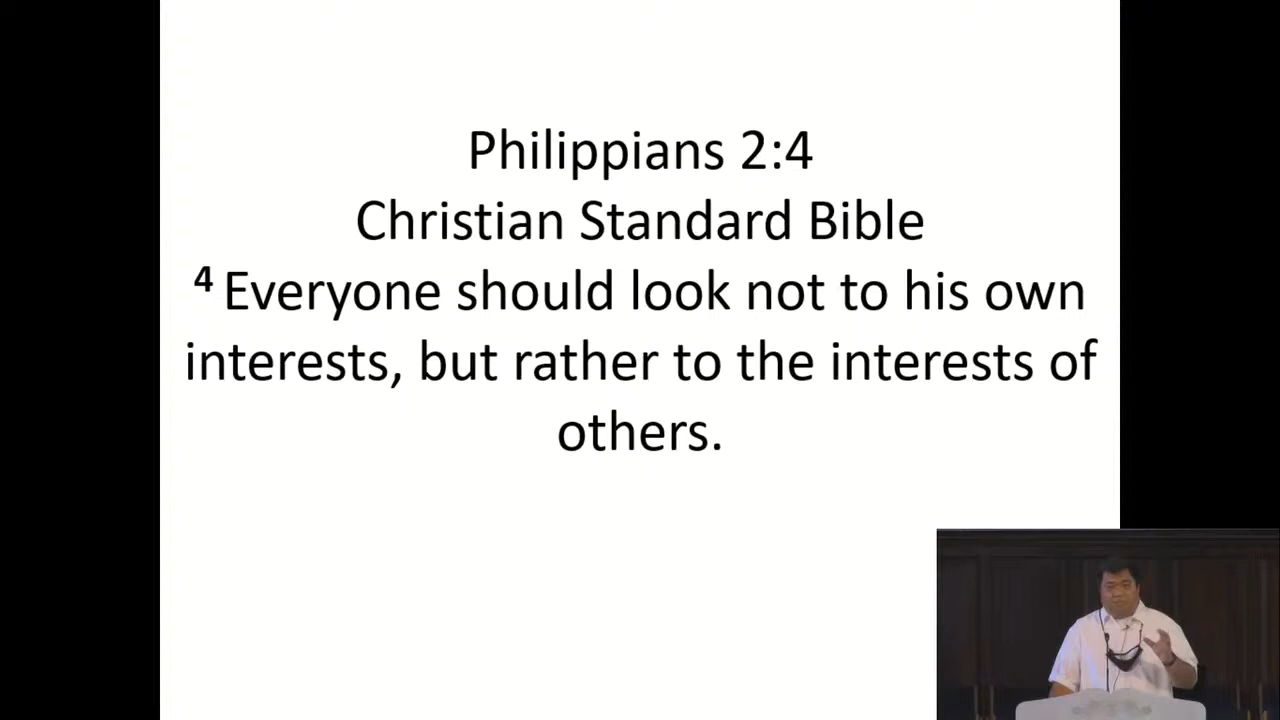 Philippians 2:4
Christian Standard Bible
⁴ Everyone should look not to his own
interests, but rather to the interests of
others.